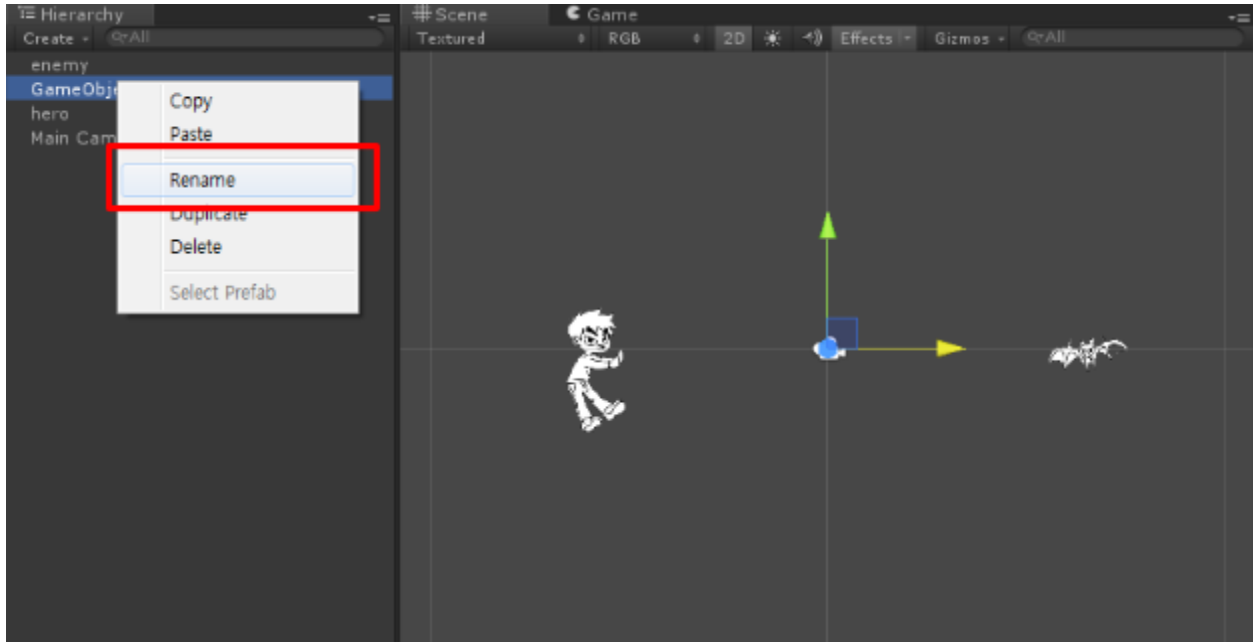 Hierarchy
Create All
enemy
GameObje
hero
Main Cam
Copy
Paste
Rename
Duplicate
Delete
Select Prefab
Scene Game
Textured RGB 2D Effects Gizmos All